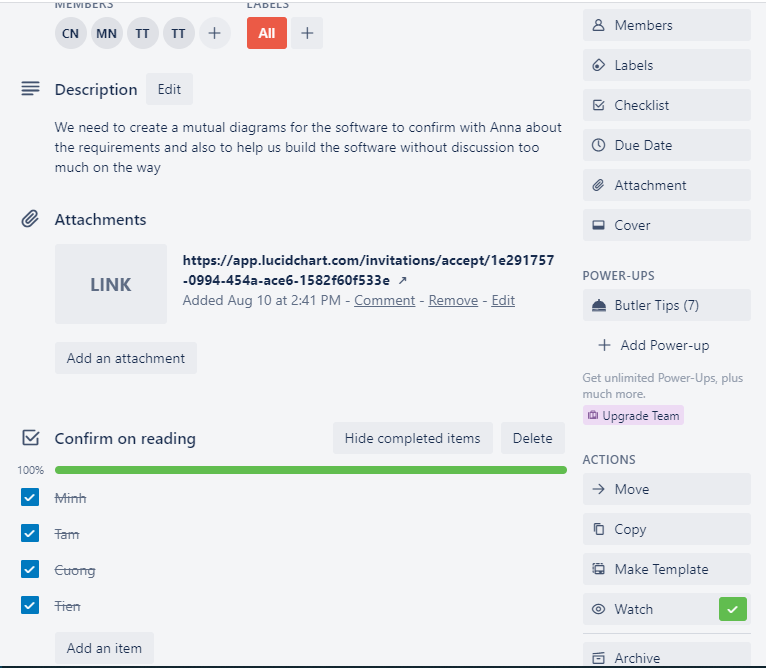 MEMBERS
LABELS
CN MN TT TT +
All +
Description Edit
We need to create a mutual diagrams for the software to confirm with Anna about
the requirements and also to help us build the software without discussion too
much on the way
Attachments
LINK
https://app.lucidchart.com/invitations/accept/1e291757
-0994-454a-ace6-1582f60f533e ↗
Added Aug 10 at 2:41 PM - Comment - Remove - Edit
Add an attachment
Confirm on reading Hide completed items Delete
100%
Minh
Tam
Cuong
Tien
Add an item
Members
Labels
Checklist
Due Date
Attachment
Cover
POWER-UPS
Butler Tips (7)
+ Add Power-up
Get unlimited Power-Ups, plus
much more.
Upgrade Team
ACTIONS
Move
Copy
Make Template
Watch
Archive